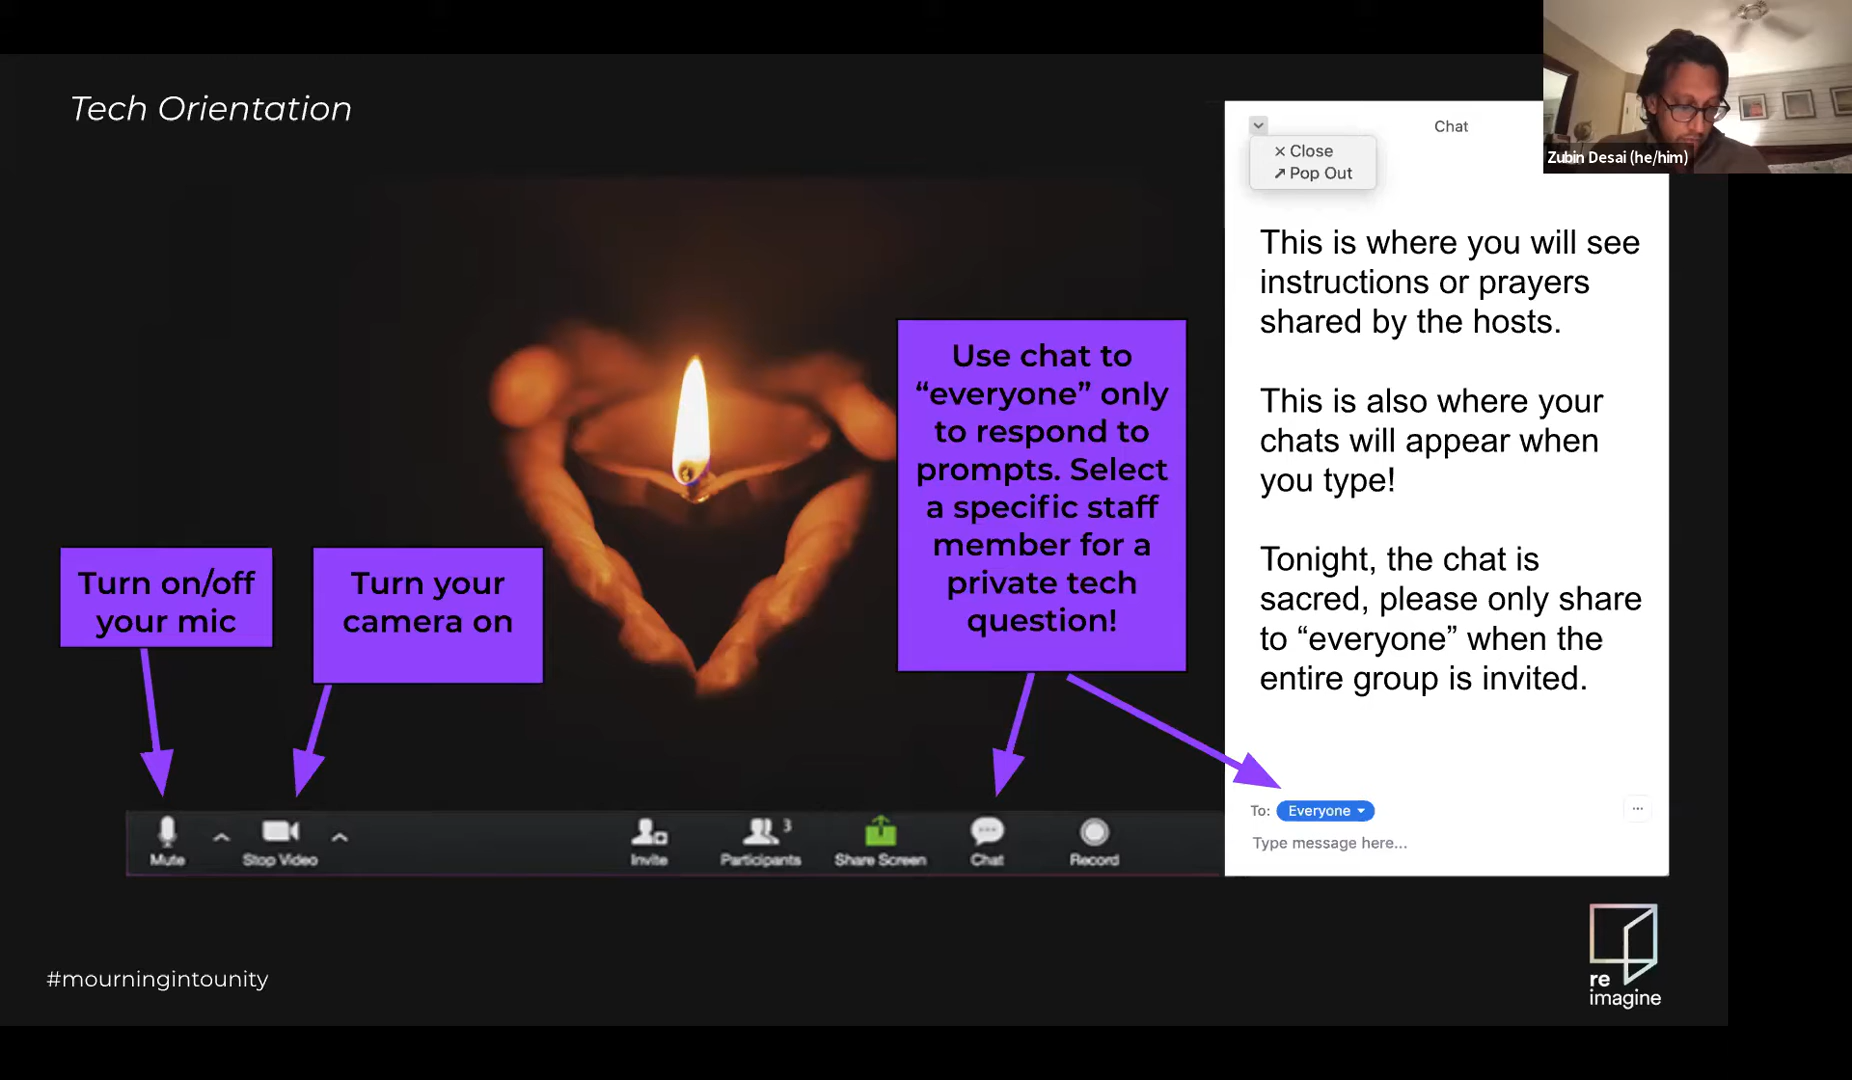 Tech Orientation
Chat
Close
Pop Out
Zubin Desai (he/him)
This is where you will see
instructions or prayers
shared by the hosts.
This is also where your
chats will appear when
you type!
Tonight, the chat is
sacred, please only share
to “everyone” when the
entire group is invited.
Use chat to
“everyone” only
to respond to
prompts. Select
a specific staff
member for a
private tech
question!
Turn on/off
your mic
Turn your
camera on
To: Everyone
Type message here...
Mute
Stop Video
Invite
3
Participants
Share Screen
Chat
Record
#mourningintounity
re
imagine